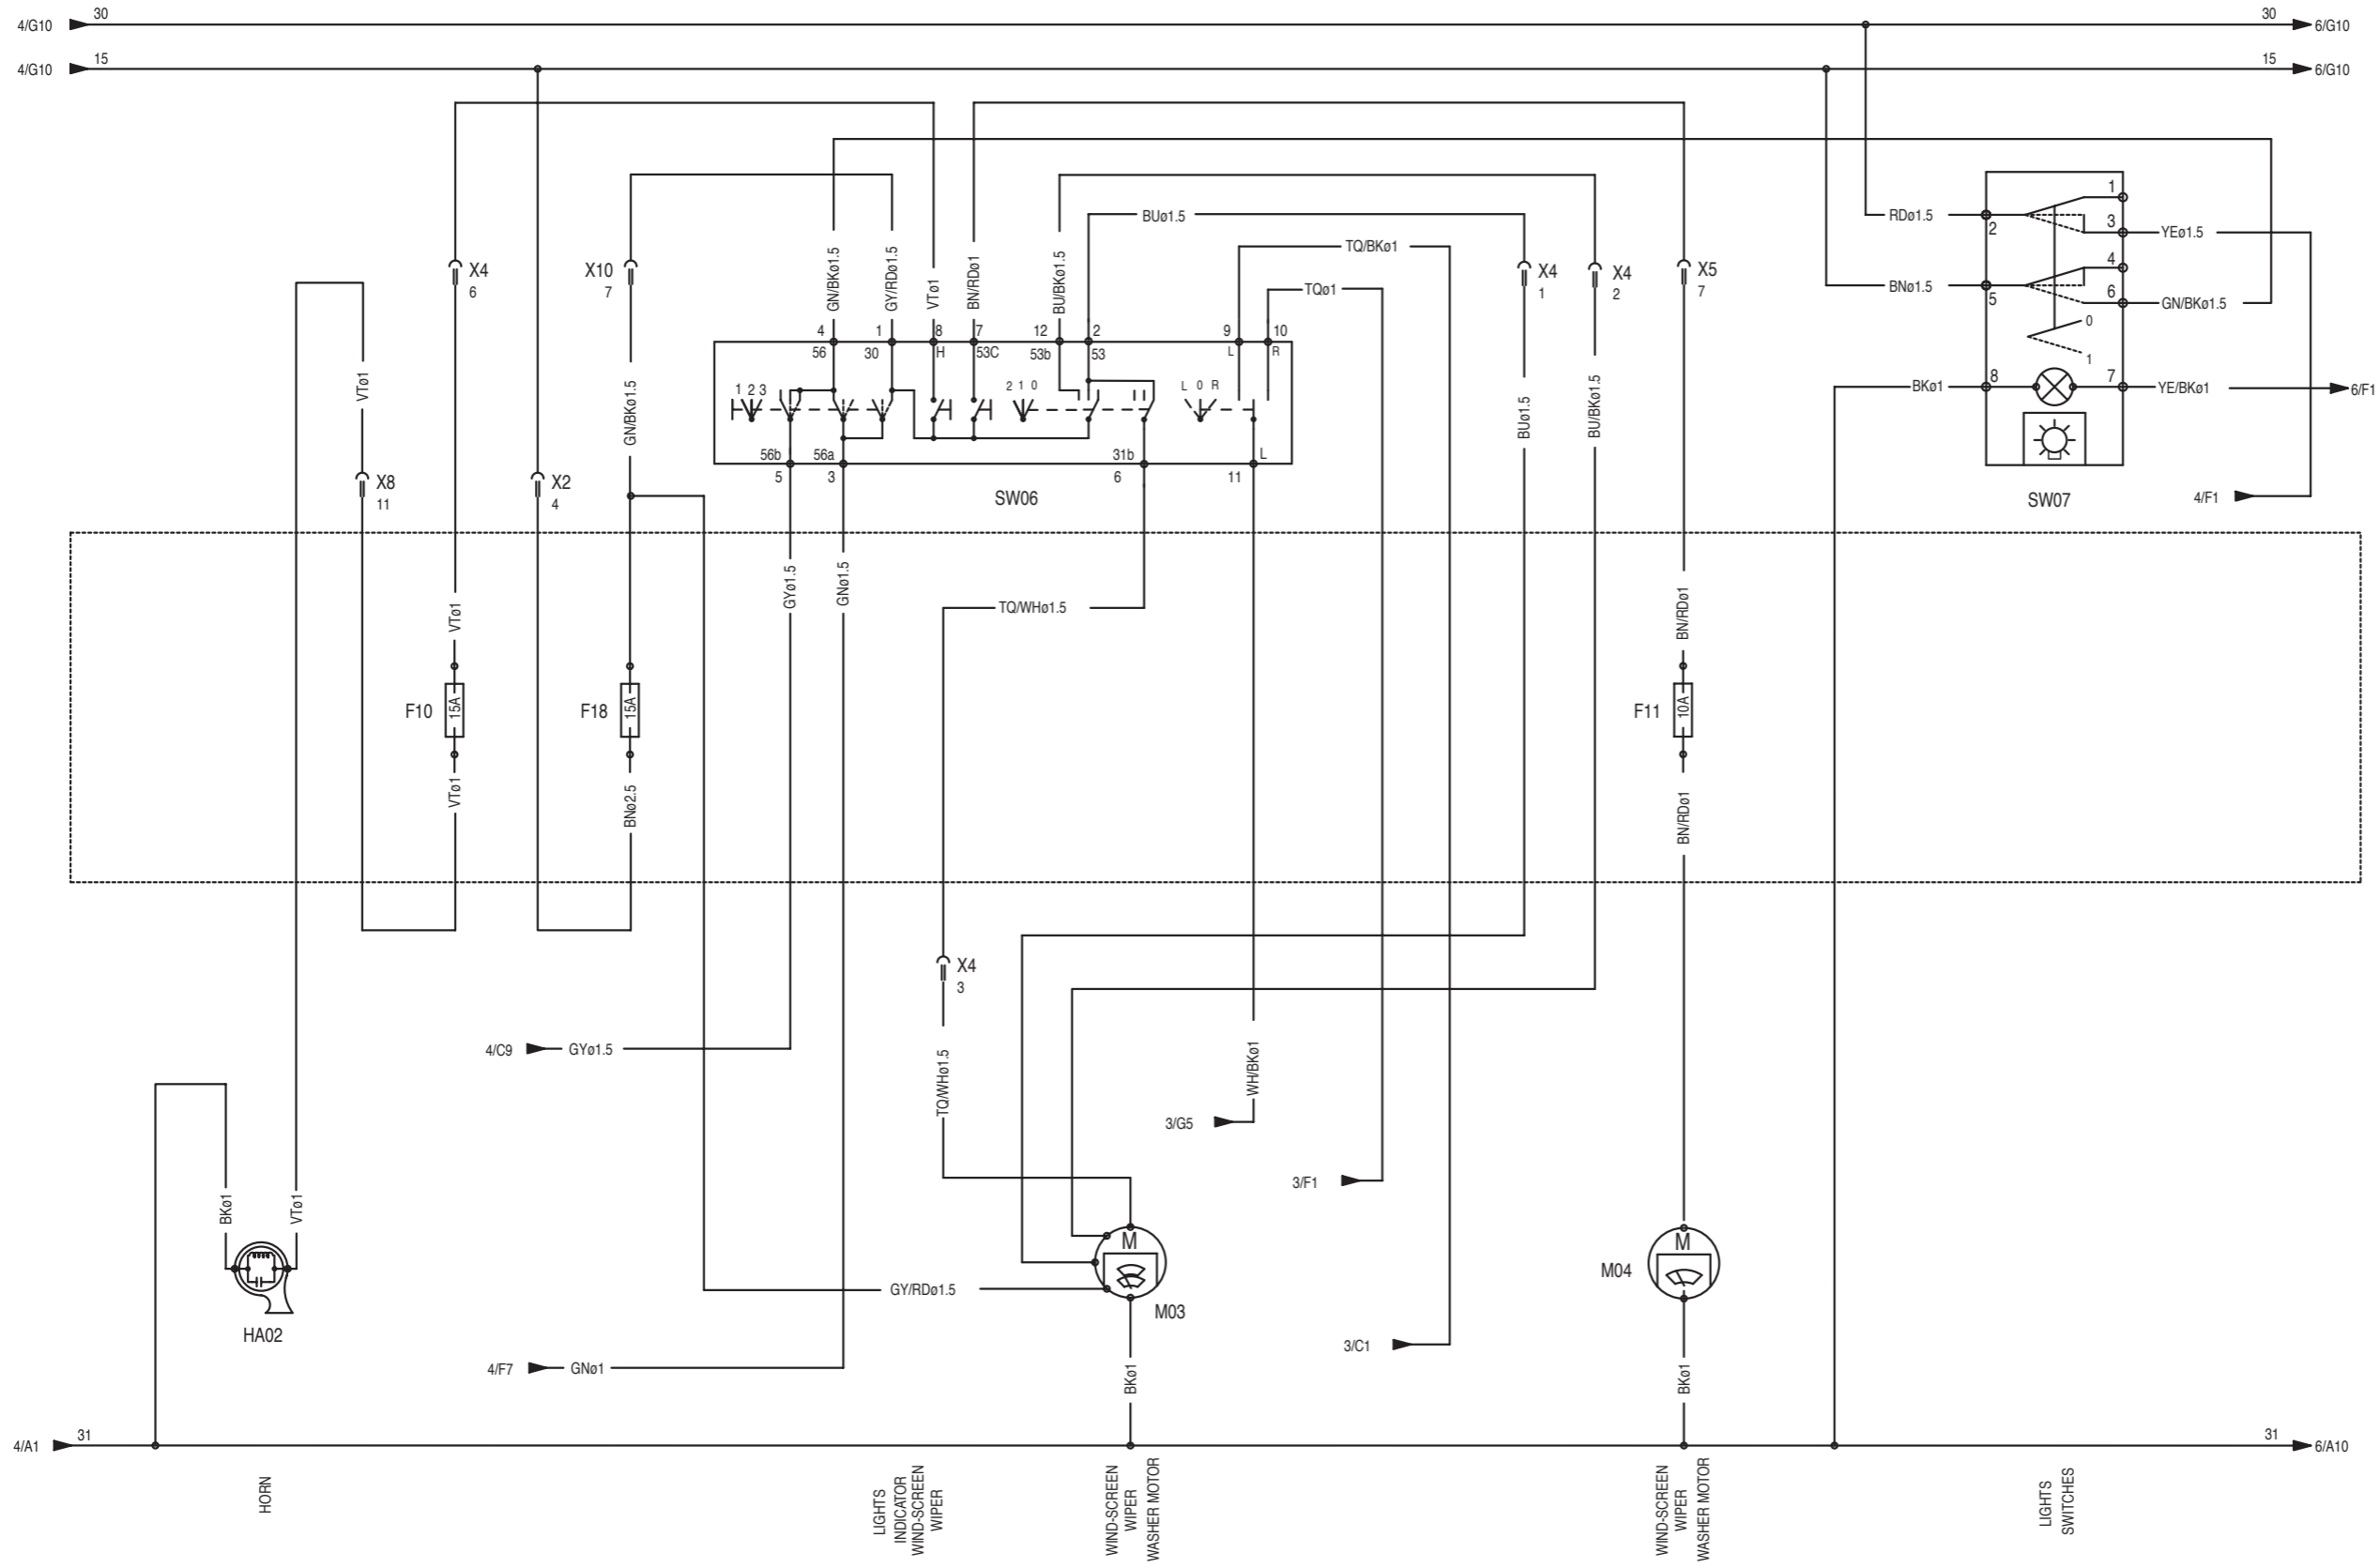 4/G10 30 30 6/G10
4/G10 15 15 6/G10
X4
6
X10
7
GN/BKø1.5
GY/RDø1.5
VTø1
BN/RDø1
BU/BKø1.5
BUø1.5
TQ/BKø1
TQø1
X4
1
X4
2
X5
7
RDø1.5
2
1
3
YEø1.5
BNø1.5
5
4
6
GN/BKø1.5
0
1
BKø1
8
7
YE/BKø1
6/F1
SW07
4/F1
4 1 8 7 12 2 9 10
56 30 H 53C 53b 53 L R
1 2 3
2 1 0
L 0 R
56b 56a 31b L
5 3 6 11
SW06
VTø1
GN/BKø1.5
BUø1.5
BU/BKø1.5
X8
11
X2
4
GYø1.5
GNø1.5
TQ/WHø1.5
VTø1
BN/RDø1
F10
15A
F18
15A
F11
10A
VTø1
BNø2.5
BN/RDø1
X4
3
4/C9
GYø1.5
TQ/WHø1.5
WH/BKø1
3/G5
3/F1
BKø1
VTø1
HA02
GY/RDø1.5
M
M03
M
M04
3/C1
4/F7
GNø1
BKø1
BKø1
4/A1 31 31 6/A10
HORN
LIGHTS
INDICATOR
WIND-SCREEN
WIPER
WIND-SCREEN
WIPER
WASHER MOTOR
WIND-SCREEN
WIPER
WASHER MOTOR
LIGHTS
SWITCHES